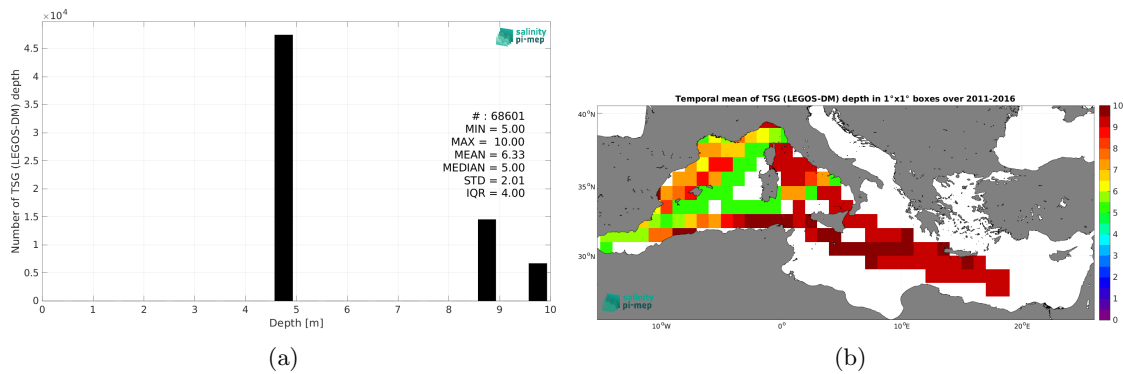 ×10⁴
4.5
4
3.5
3
2.5
2
1.5
1
0.5
0
Number of TSG (LEGOS-DM) depth
salinity
pi-mep
# : 68601
MIN = 5.00
MAX = 10.00
MEAN = 6.33
MEDIAN = 5.00
STD = 2.01
IQR = 4.00
0 1 2 3 4 5 6 7 8 9 10
Depth [m]
(a)
Temporal mean of TSG (LEGOS-DM) depth in 1°x1° boxes over 2011-2016
40°N
35°N
30°N
10°W 0° 10°E 20°E
salinity
pi-mep
10
9
8
7
6
5
4
3
2
1
0
(b)